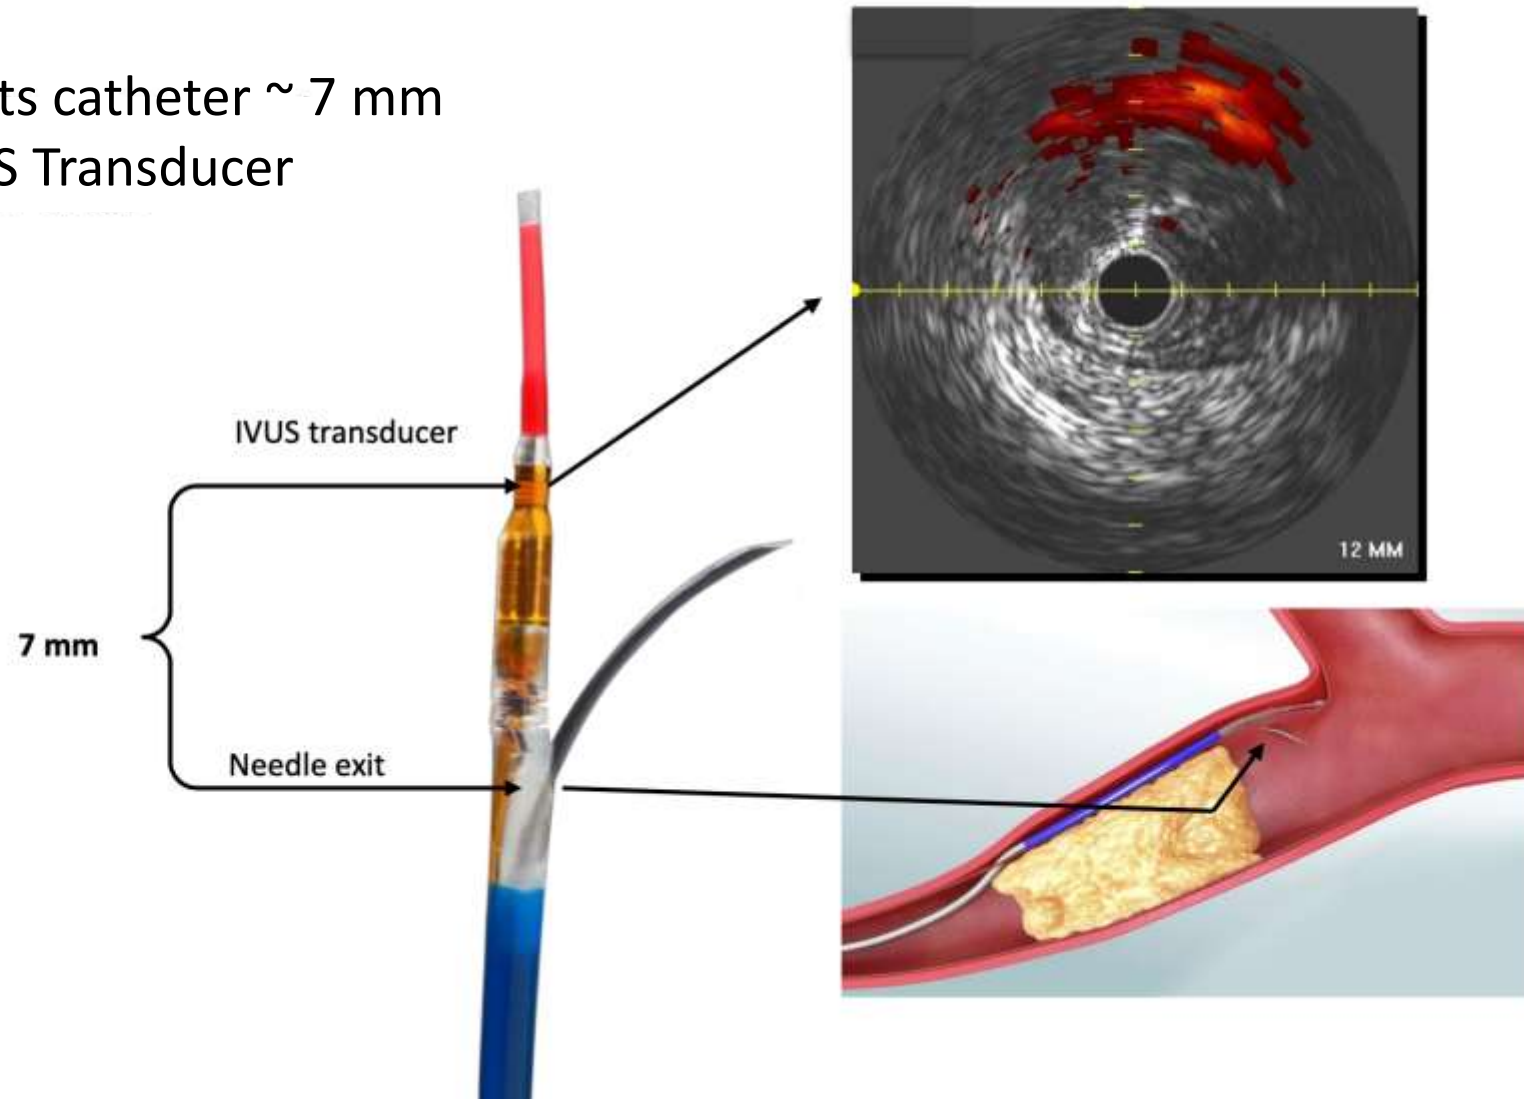 ts catheter ~ 7 mm
S Transducer
IVUS transducer
7 mm
Needle exit
12 MM